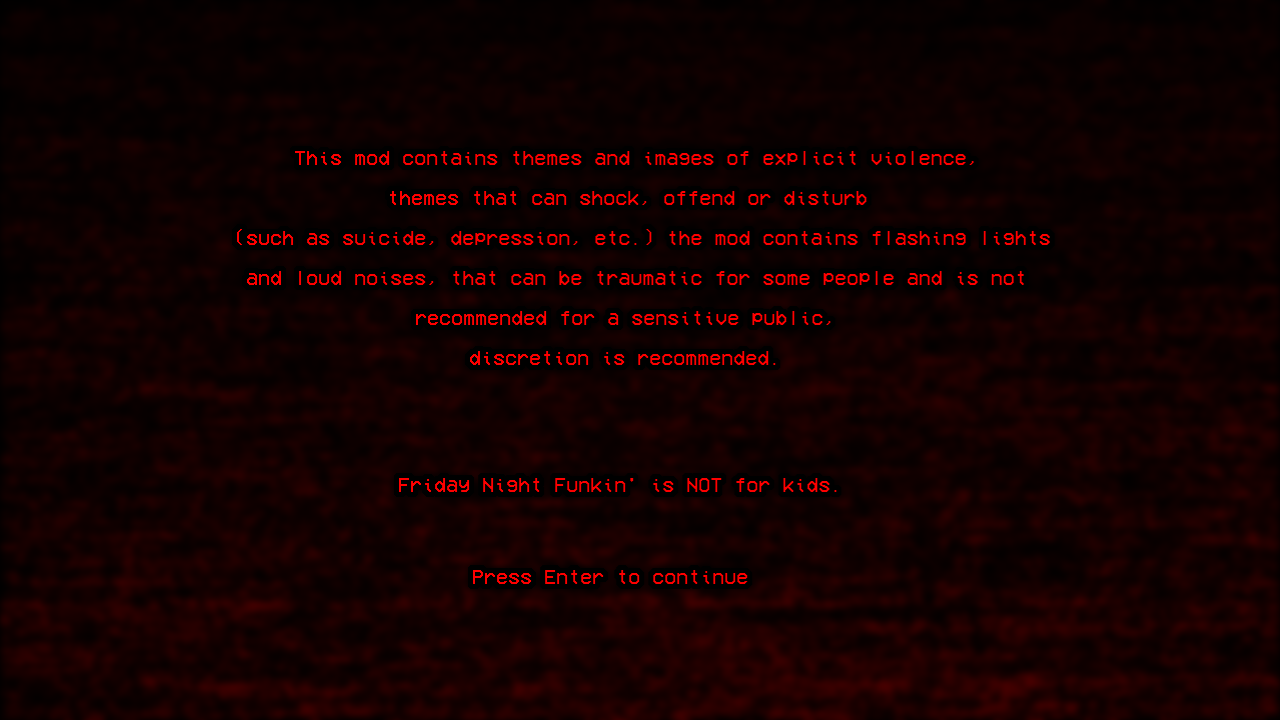 This mod contains themes and images of explicit violence,
themes that can shock, offend or disturb
(such as suicide, depression, etc.) the mod contains flashing lights
and loud noises, that can be traumatic for some people and is not
recommended for a sensitive public,
discretion is recommended.
Friday Night Funkin' is NOT for kids.
Press Enter to continue